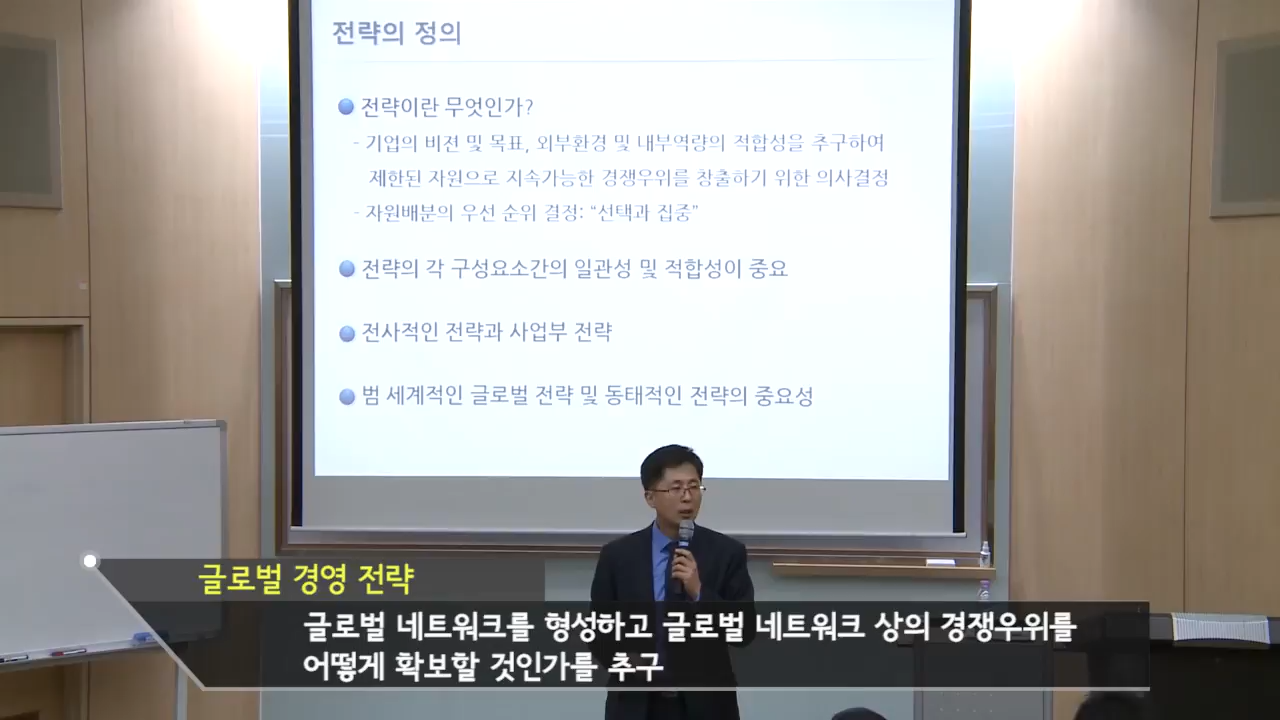 전략의 정의
전략이란 무엇인가?
- 기업의 비젼 및 목표, 외부환경 및 내부역량의 적합성을 추구하여
제한된 자원으로 지속가능한 경쟁우위를 창출하기 위한 의사결정
- 자원배분의 우선 순위 결정: “선택과 집중”
전략의 각 구성요소간의 일관성 및 적합성이 중요
전사적인 전략과 사업부 전략
범 세계적인 글로벌 전략 및 동태적인 전략의 중요성
글로벌 경영 전략
글로벌 네트워크를 형성하고 글로벌 네트워크 상의 경쟁우위를
어떻게 확보할 것인가를 추구